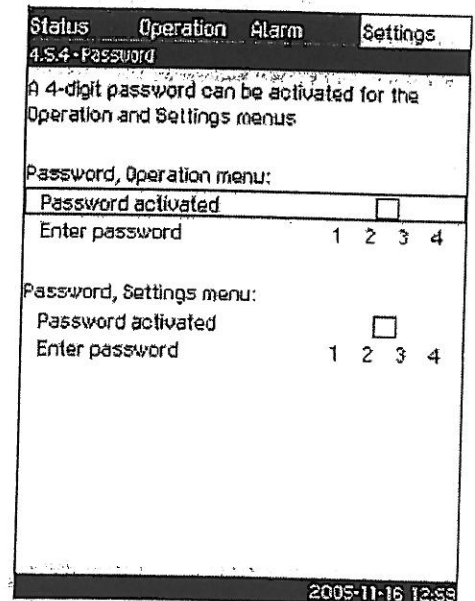 Status Operation Alarm Settings
4.5.4 - Password
A 4-digit password can be activated for the
Operation and Settings menus
Password, Operation menu:
Password activated
Enter password 1 2 3 4
Password, Settings menu:
Password activated
Enter password 1 2 3 4
2005-11-16 12:59